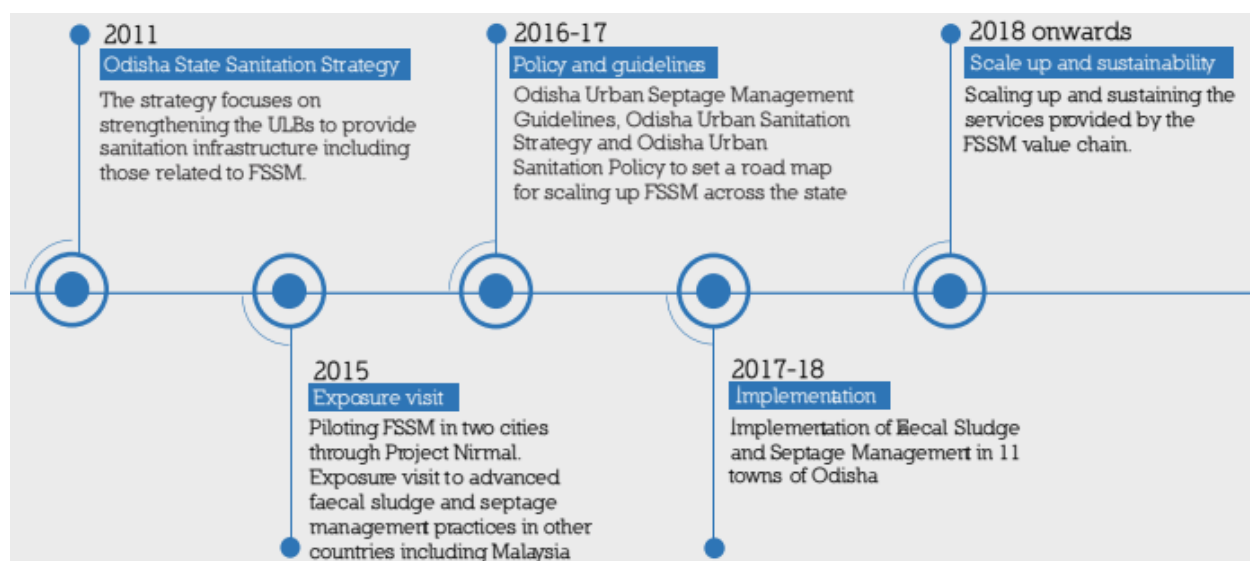 2011
Odisha State Sanitation Strategy
The strategy focuses on
strengthening the ULBs to provide
sanitation infrastructure including
those related to FSSM.
2015
Exposure visit
Piloting FSSM in two cities
through Project Nirmal.
Exposure visit to advanced
faecal sludge and septage
management practices in other
countries including Malaysia
2016-17
Policy and guidelines
Odisha Urban Septage Management
Guidelines, Odisha Urban Sanitation
Strategy and Odisha Urban
Sanitation Policy to set a road map
for scaling up FSSM across the state
2017-18
Implementation
Implementation of Faecal Sludge
and Septage Management in 11
towns of Odisha
2018 onwards
Scale up and sustainability
Scaling up and sustaining the
services provided by the
FSSM value chain.